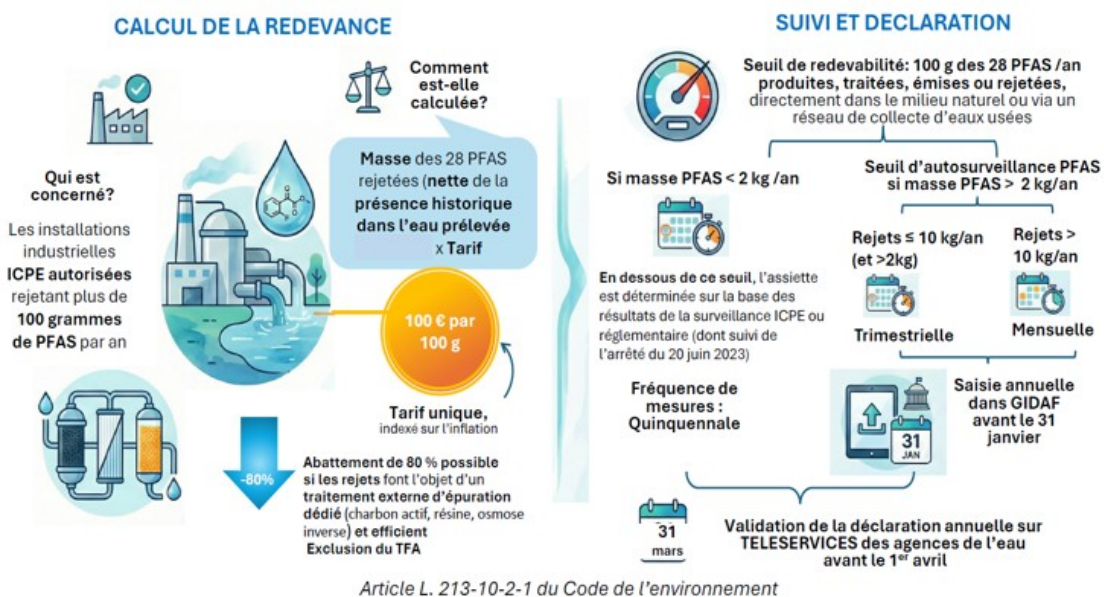 CALCUL DE LA REDEVANCE
Qui est
concerné?
Les installations
industrielles
ICPE autorisées
rejetant plus de
100 grammes
de PFAS par an
Comment
est-elle
calculée?
Masse des 28 PFAS
rejetées (nette de la
présence historique
dans l'eau prélevée
x Tarif
100 € par
100 g
Tarif unique,
indexé sur l'inflation
-80%
Abattement de 80 % possible
si les rejets font l'objet d'un
traitement externe d'épuration
dédié (charbon actif, résine, osmose
inverse) et efficient
Exclusion du TFA
SUIVI ET DECLARATION
Seuil de redevabilité: 100 g des 28 PFAS /an
produites, traitées, émises ou rejetées,
directement dans le milieu naturel ou via un
réseau de collecte d'eaux usées
Si masse PFAS < 2 kg /an
En dessous de ce seuil, l'assiette
est déterminée sur la base des
résultats de la surveillance ICPE ou
réglementaire (dont suivi de
l'arrêté du 20 juin 2023)
Fréquence de
mesures :
Quinquennale
Seuil d'autosurveillance PFAS
si masse PFAS > 2 kg/an
Rejets ≤ 10 kg/an
(et >2kg)
Trimestrielle
Rejets >
10 kg/an
Mensuelle
31
JAN
Saisie annuelle
dans GIDAF
avant le 31
janvier
31
mars
Validation de la déclaration annuelle sur
TELESERVICES des agences de l'eau
avant le 1er avril
Article L. 213-10-2-1 du Code de l'environnement